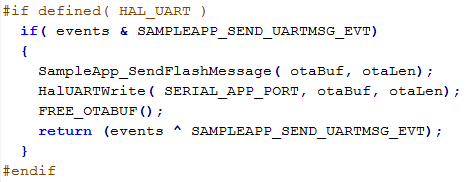 #if defined( HAL_UART )
  if( events & SAMPLEAPP_SEND_UARTMSG_EVT)
  {
    SampleApp_SendFlashMessage( otaBuf, otaLen);
    HalUARTWrite( SERIAL_APP_PORT, otaBuf, otaLen);
    FREE_OTABUF();
    return (events ^ SAMPLEAPP_SEND_UARTMSG_EVT);
  }
#endif